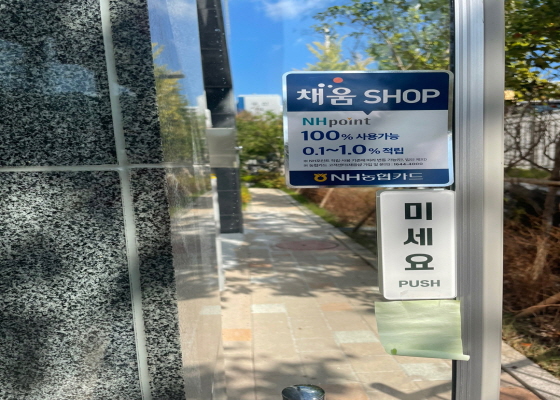 채움 SHOP
NHpoint
100% 사용가능
0.1~1.0% 적립
NH농협카드
미세요
PUSH